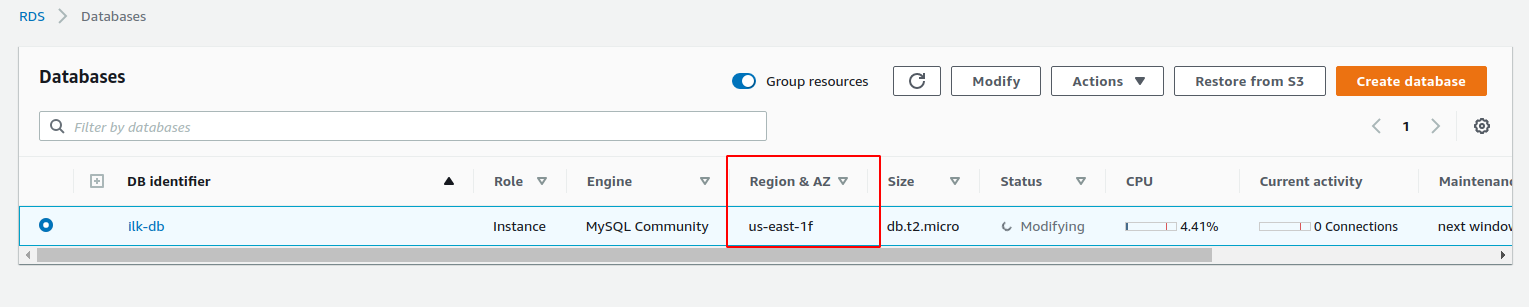 RDS > Databases
Databases
Group resources
Modify
Actions
Restore from S3
Create database
Filter by databases
1
DB identifier Role Engine Region & AZ Size Status CPU Current activity Maintenanc
ilk-db Instance MySQL Community us-east-1f db.t2.micro Modifying 4.41% 0 Connections next window